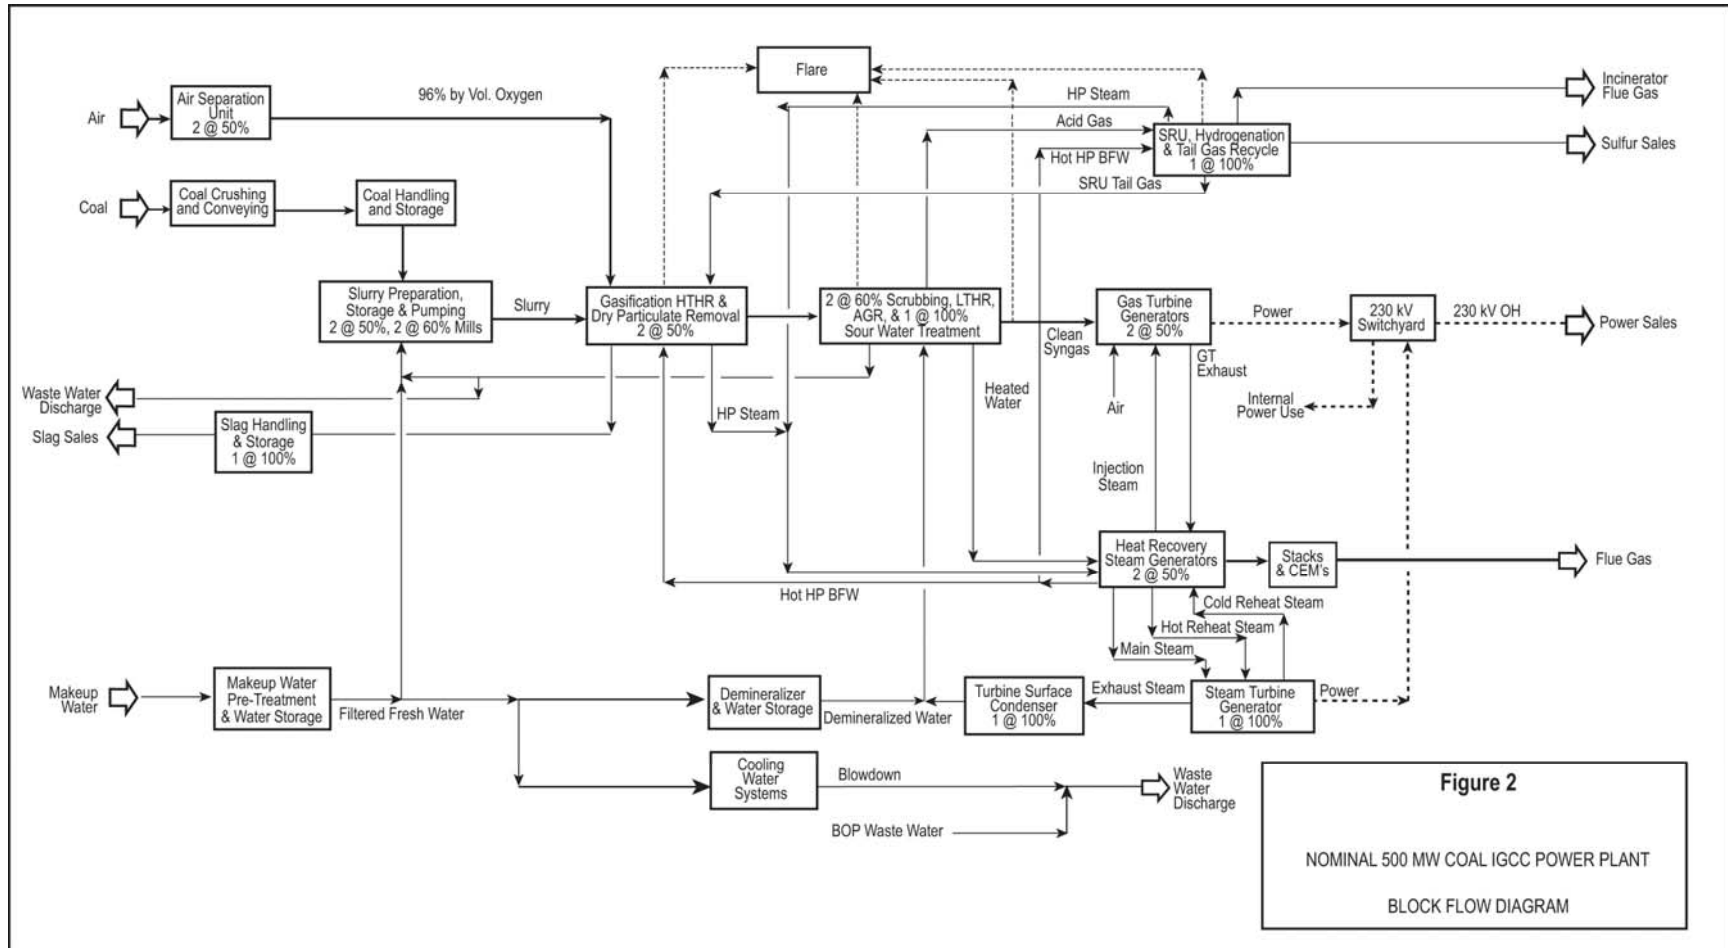 Flare
Air
Air Separation
Unit
2 @ 50%
96% by Vol. Oxygen
HP Steam
Acid Gas
Hot HP BFW
SRU Tail Gas
SRU, Hydrogenation
& Tail Gas Recycle
1 @ 100%
Incinerator
Flue Gas
Sulfur Sales
Coal
Coal Crushing
and Conveying
Coal Handling
and Storage
Slurry Preparation,
Storage & Pumping
2 @ 50%, 2 @ 60% Mills
Slurry
Gasification HTHR &
Dry Particulate Removal
2 @ 50%
2 @ 60% Scrubbing, LTHR,
AGR, & 1 @ 100%
Sour Water Treatment
Clean
Syngas
Gas Turbine
Generators
2 @ 50%
Power
230 kV
Switchyard
230 kV OH
Power Sales
GT
Exhaust
Air
Internal
Power Use
Heated
Water
Waste Water
Discharge
Slag Sales
Slag Handling
& Storage
1 @ 100%
HP Steam
Injection
Steam
Heat Recovery
Steam Generators
2 @ 50%
Stacks
& CEM's
Flue Gas
Hot HP BFW
Cold Reheat Steam
Hot Reheat Steam
Main Steam
Makeup
Water
Makeup Water
Pre-Treatment
& Water Storage
Filtered Fresh Water
Demineralizer
& Water Storage
Demineralized Water
Turbine Surface
Condenser
1 @ 100%
Exhaust Steam
Steam Turbine
Generator
1 @ 100%
Power
Cooling
Water
Systems
Blowdown
BOP Waste Water
Waste
Water
Discharge
Figure 2
NOMINAL 500 MW COAL IGCC POWER PLANT
BLOCK FLOW DIAGRAM